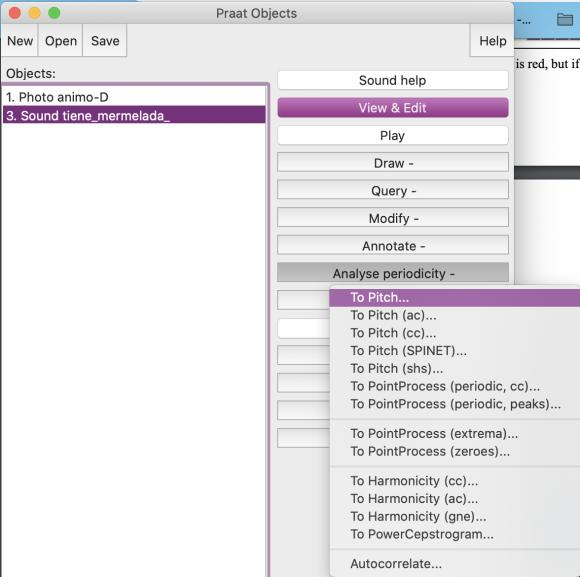 Praat Objects
-...
New Open Save Help
is red, but if
Objects:
1. Photo animo-D
3. Sound tiene_mermelada_
Sound help
View & Edit
Play
Draw -
Query -
Modify -
Annotate -
Analyse periodicity -
To Pitch...
To Pitch (ac)...
To Pitch (cc)...
To Pitch (SPINET)...
To Pitch (shs)...
To PointProcess (periodic, cc)...
To PointProcess (periodic, peaks)...
To PointProcess (extrema)...
To PointProcess (zeroes)...
To Harmonicity (cc)...
To Harmonicity (ac)...
To Harmonicity (gne)...
To PowerCepstrogram...
Autocorrelate...